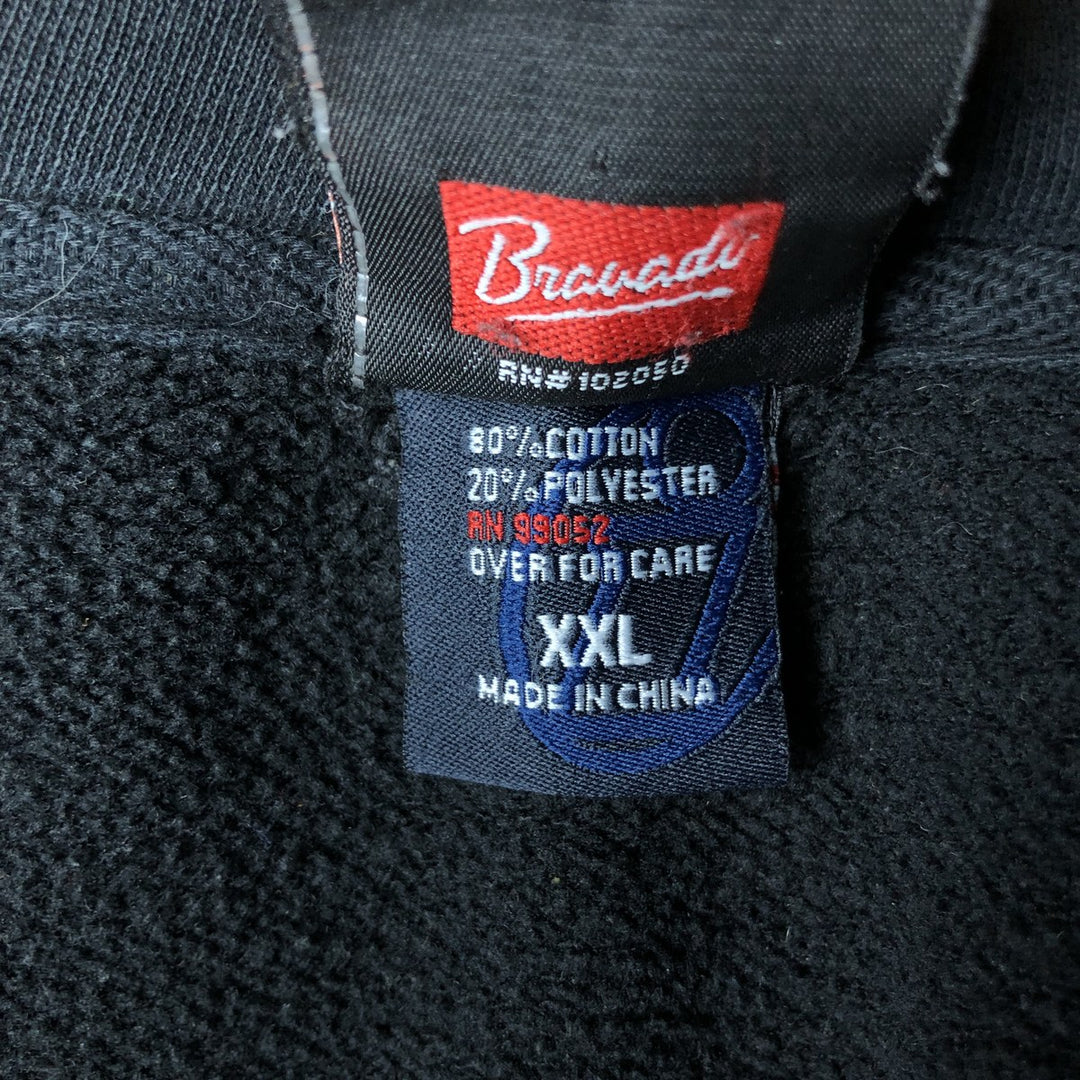 Bravado
RN#102050
80% COTTON
20% POLYESTER
RN 99052
OVER FOR CARE
XXL
MADE IN CHINA